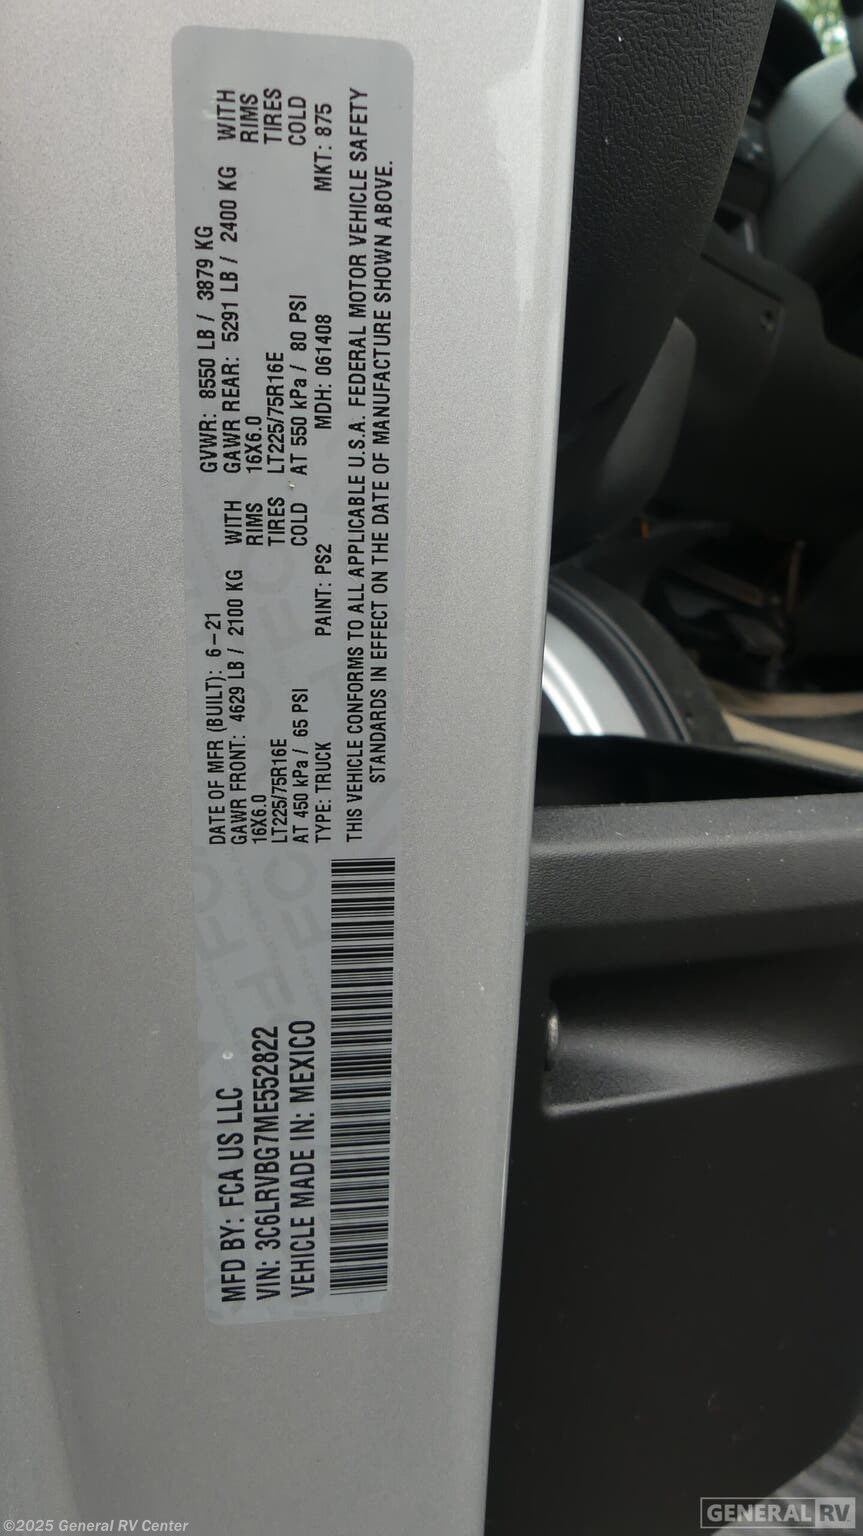 MFD BY: FCA US LLC
VIN: 3C6LRVBG7ME552822
VEHICLE MADE IN: MEXICO
DATE OF MFR (BUILT): 6-21 GVWR: 8550 LB / 3879 KG
GAWR FRONT: 4629 LB / 2100 KG WITH GAWR REAR: 5291 LB / 2400 KG WITH
16X6.0 RIMS 16X6.0 RIMS
LT225/75R16E TIRES LT225/75R16E TIRES
AT 450 kPa / 65 PSI COLD AT 550 kPa / 80 PSI COLD
TYPE: TRUCK PAINT: PS2 MDH: 061408 MKT: 875
THIS VEHICLE CONFORMS TO ALL APPLICABLE U.S.A. FEDERAL MOTOR VEHICLE SAFETY
STANDARDS IN EFFECT ON THE DATE OF MANUFACTURE SHOWN ABOVE.
©2025 General RV Center
GENERAL RV